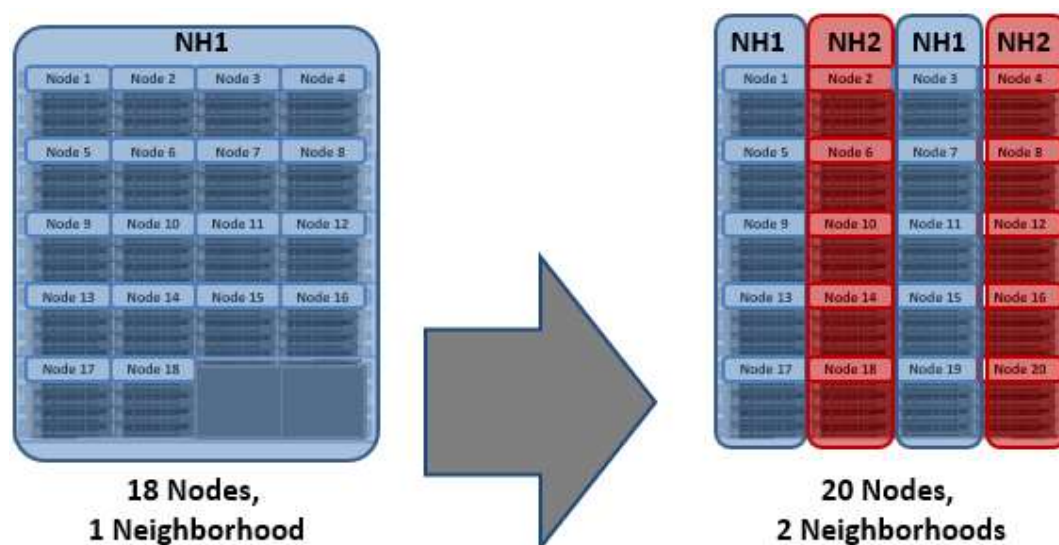 NH1
Node 1 Node 2 Node 3 Node 4
Node 5 Node 6 Node 7 Node 8
Node 9 Node 10 Node 11 Node 12
Node 13 Node 14 Node 15 Node 16
Node 17 Node 18
18 Nodes,
1 Neighborhood
NH1 NH2 NH1 NH2
Node 1 Node 2 Node 3 Node 4
Node 5 Node 6 Node 7 Node 8
Node 9 Node 10 Node 11 Node 12
Node 13 Node 14 Node 15 Node 16
Node 17 Node 18 Node 19 Node 20
20 Nodes,
2 Neighborhoods